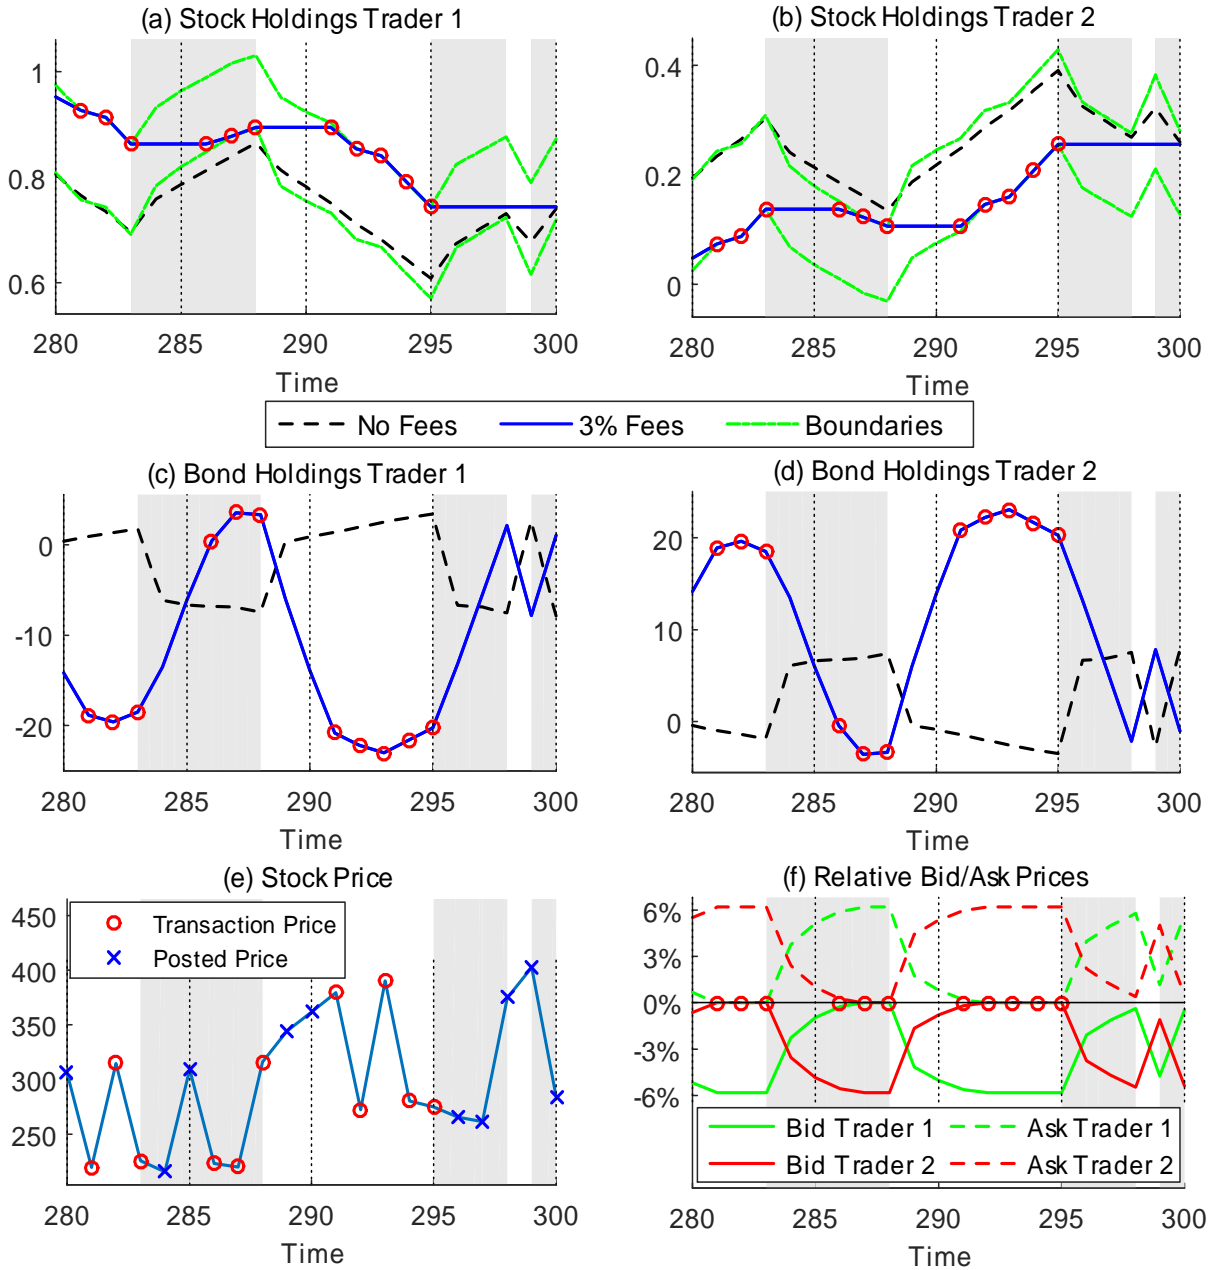 (a) Stock Holdings Trader 1
1
0.8
0.6
280 285 290 295 300
Time
(b) Stock Holdings Trader 2
0.4
0.2
0
280 285 290 295 300
Time
No Fees 3% Fees Boundaries
(c) Bond Holdings Trader 1
0
-10
-20
280 285 290 295 300
Time
(d) Bond Holdings Trader 2
20
10
0
280 285 290 295 300
Time
(e) Stock Price
450
400
350
300
250
Transaction Price
Posted Price
280 285 290 295 300
Time
(f) Relative Bid/Ask Prices
6%
3%
0%
-3%
-6%
Bid Trader 1 Ask Trader 1
Bid Trader 2 Ask Trader 2
280 285 290 295 300
Time